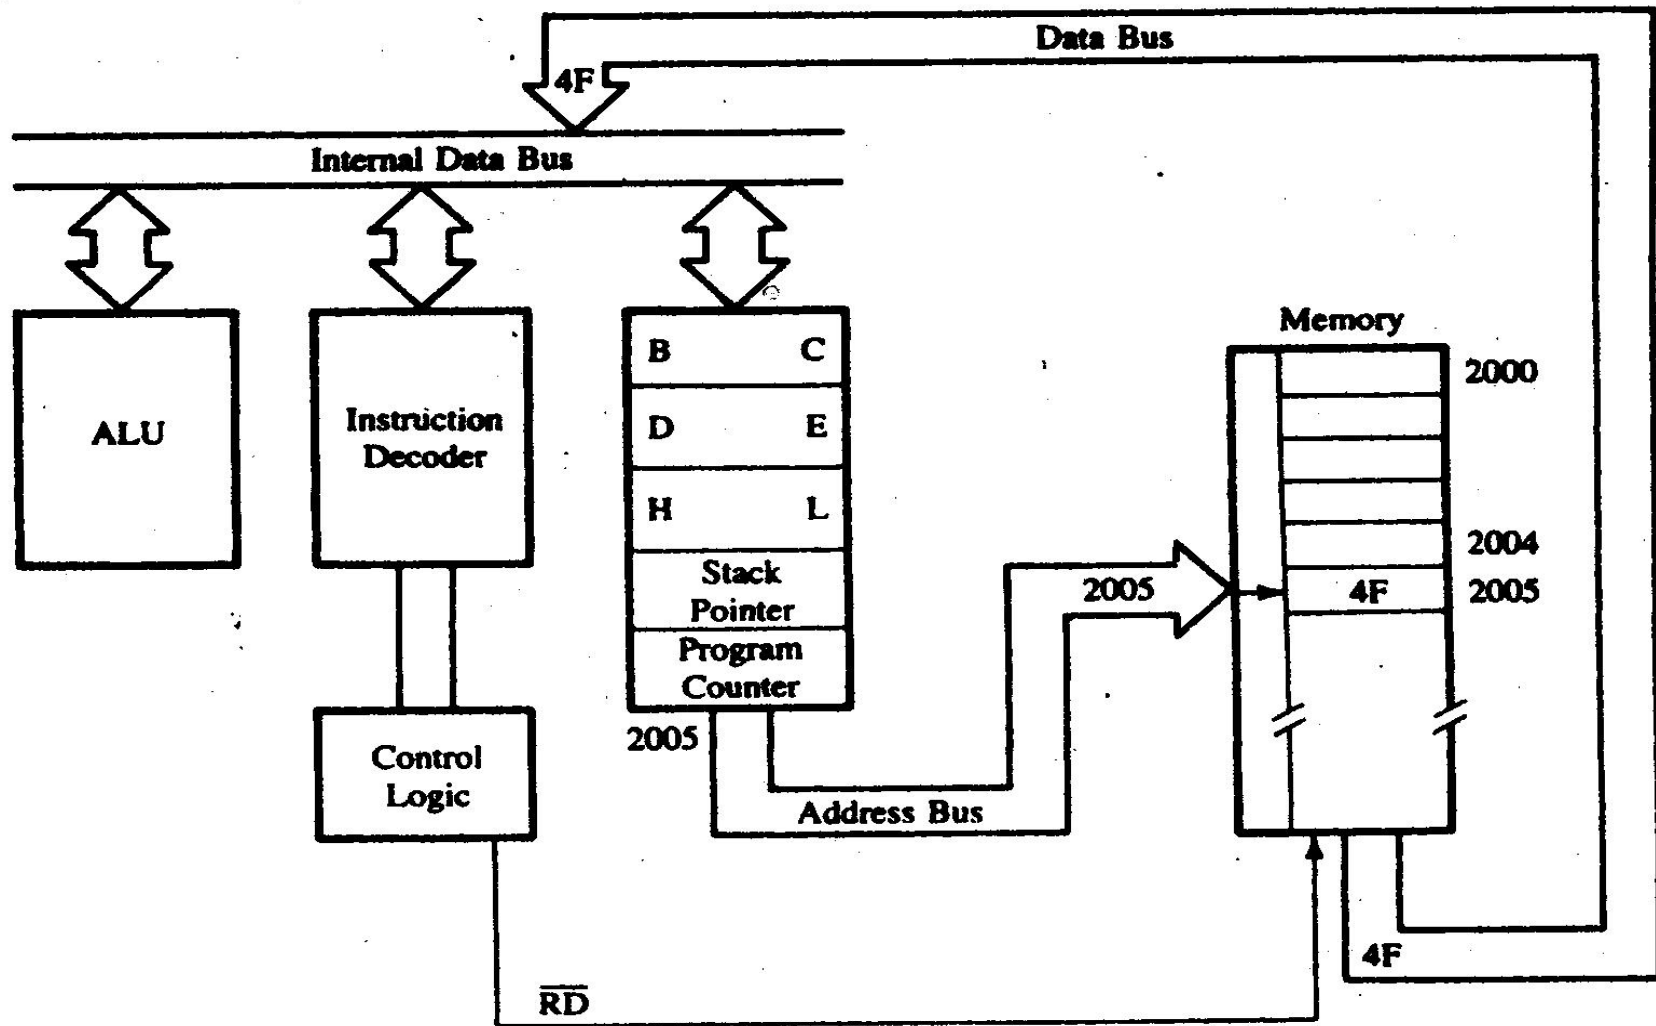 Data Bus
4F
Internal Data Bus
ALU
Instruction
Decoder
B C
D E
H L
Stack
Pointer
Program
Counter
2005
Control
Logic
Address Bus
2005
Memory
2000
2004
4F 2005
4F
R̅D̅